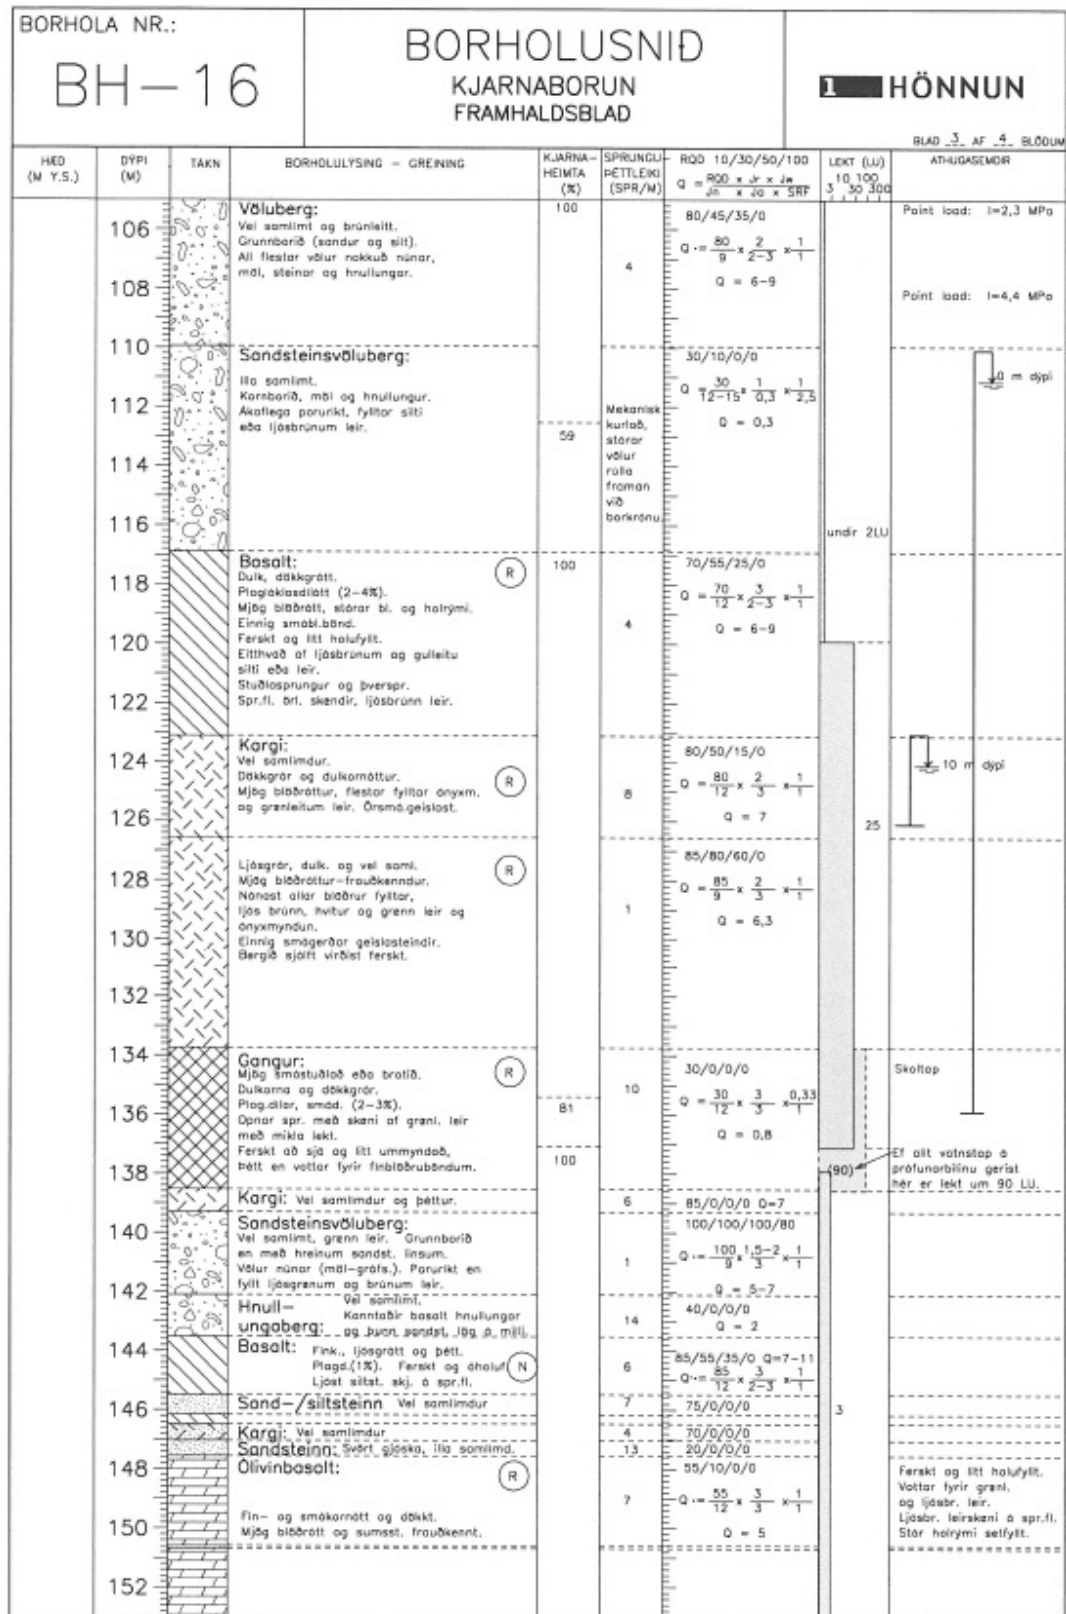 BORHOLA NR.:
BH-16
BORHOLUSNIÐ
KJARNABORUN
FRAMHALDSBLAÐ
1 HÖNNUN
BLAÐ 3 AF 4 BLÖÐUM
HÆÐ
(M Y.S.)
DÝPI
(M)
TÁKN
BORHOLULÝSING - GREINING
KJARNA-
HEIMTA
(%)
SPRUNGU-
ÞÉTTLEIKI
(SPR/M)
RQD 10/30/50/100
Q = RQD x Jr x Jw
Jn x Ja x SRF
LEKT (LU)
10 100
3 30 300
ATHUGASEMDIR
Völuberg:
Vel samlímt og brúnleitt.
Grunnborið (sandur og silt).
All flestar völur nokkuð núnar,
möl, steinar og hnullungar.
100
4
80/45/35/0
Q = 80/9 x 2/2-3 x 1/1
Q = 6-9
Point load: I=2,3 MPa
Point load: I=4,4 MPa
106
108
110
Sandsteinsvöluberg:
Illa samlímt.
Kornborið, möl og hnullungur.
Ákaflega porurikt, fylltar silti
eða ljósbrúnum leir.
59
Mekanisk
kurlað,
stórar
völur
rúlla
framan
við
borkrónu.
30/10/0/0
Q = 30/12-15 x 1/0,3 x 1/2,5
Q = 0,3
undir 2LU
0 m dýpi
112
114
116
Basalt:
Dulk, dökkgrátt.
Plagíóklasdílótt (2-4%).
Mjög blöðrótt, stórar bl. og holrými.
Einnig smábl.bönd.
Ferskt og lítt holufyllt.
Eitthvað af ljósbrúnum og gulleitu
silti eða leir.
Stuðlasprungur og þverspr.
Spr.fl. örl. skændir, ljósbrúnn leir.
R
100
4
70/55/25/0
Q = 70/12 x 3/2-3 x 1/1
Q = 6-9
118
120
122
Kargi:
Vel samlímdur.
Dökkgrár og dulkornóttur.
Mjög blöðróttur, flestar fylltar ónyxm.
og grænleitum leir. Örsmá.geislast.
R
8
80/50/15/0
Q = 80/12 x 2/3 x 1/1
Q = 7
25
10 m dýpi
124
126
Ljósgrár, dulk. og vel saml.
Mjög blöðróttur-frauðkenndur.
Nánast allar blöðrur fylltar,
ljós brúnn, hvítur og grænn leir og
ónyxmyndun.
Einnig smágerðar geislasteindir.
Bergið sjálft virðist ferskt.
R
1
85/80/60/0
Q = 85/9 x 2/3 x 1/1
Q = 6,3
128
130
132
134
Gangur:
Mjög smástuðlað eða brotið.
Dulkorna og dökkgrár.
Plag.dílar, smád. (2-3%).
Opnar spr. með skæni af grænl. leir
með mikla lekt.
Ferskt að sjá og lítt ummyndað,
þétt en vottar fyrir fínblöðruböndum.
R
81
100
10
30/0/0/0
Q = 30/12 x 3/3 x 0,33/1
Q = 0,8
Skoltap
(90)
Ef allt vatnstap á
prófunarbilinu gerist
hér er lekt um 90 LU.
136
138
Kargi: Vel samlímdur og þéttur.
6
85/0/0/0 Q=7
Sandsteinsvöluberg:
Vel samlímt, grænn leir. Grunnborið
en með hreinum sandst. linsum.
Völur núnar (möl-grófs.). Porurikt en
fyllt ljósgrænum og brúnum leir.
1
100/100/100/80
Q = 100/9 x 1,5-2/3 x 1/1
Q = 5-7
140
142
Hnull-
ungaberg:
Vel samlímt.
Kanntaðir basalt hnullungar
og þunn sandst. lög á milli.
14
40/0/0/0
Q = 2
Basalt:
Fínk., ljósgrátt og þétt.
Plagd.(1%). Ferskt og óholuf
Ljóst siltst. skj. á spr.fl.
N
6
85/55/35/0 Q=7-11
Q = 85/12 x 3/2-3 x 1/1
144
Sand-/siltsteinn Vel samlímdur
7
75/0/0/0
3
146
Kargi: Vel samlímdur
4
70/0/0/0
Sandsteinn: Svört gjóska, illa samlímd.
13
20/0/0/0
Ólivínbasalt:
Fín- og smákornótt og dökkt.
Mjög blöðrótt og sumsst. frauðkennt.
R
7
55/10/0/0
Q = 55/12 x 3/3 x 1/1
Q = 5
Ferskt og lítt holufyllt.
Vottar fyrir grænl.
og ljósbr. leir.
Ljósbr. leirskæni á spr.fl.
Stór holrými setfyllt.
148
150
152